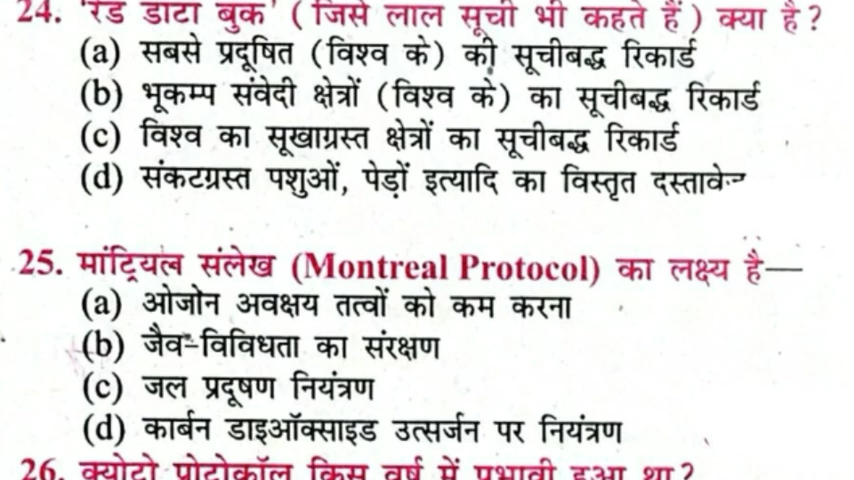 24. 'रेड डाटा बुक' ( जिसे लाल सूची भी कहते हैं ) क्या है ?
(a) सबसे प्रदूषित (विश्व के) की सूचीबद्ध रिकार्ड
(b) भूकम्प संवेदी क्षेत्रों (विश्व के) का सूचीबद्ध रिकार्ड
(c) विश्व का सूखाग्रस्त क्षेत्रों का सूचीबद्ध रिकार्ड
(d) संकटग्रस्त पशुओं, पेड़ों इत्यादि का विस्तृत दस्तावेज
25. मांट्रियल संलेख (Montreal Protocol) का लक्ष्य है—
(a) ओजोन अवक्षय तत्वों को कम करना
(b) जैव-विविधता का संरक्षण
(c) जल प्रदूषण नियंत्रण
(d) कार्बन डाइऑक्साइड उत्सर्जन पर नियंत्रण
26. क्योटो प्रोटोकॉल किस वर्ष में प्रभावी हुआ था ?